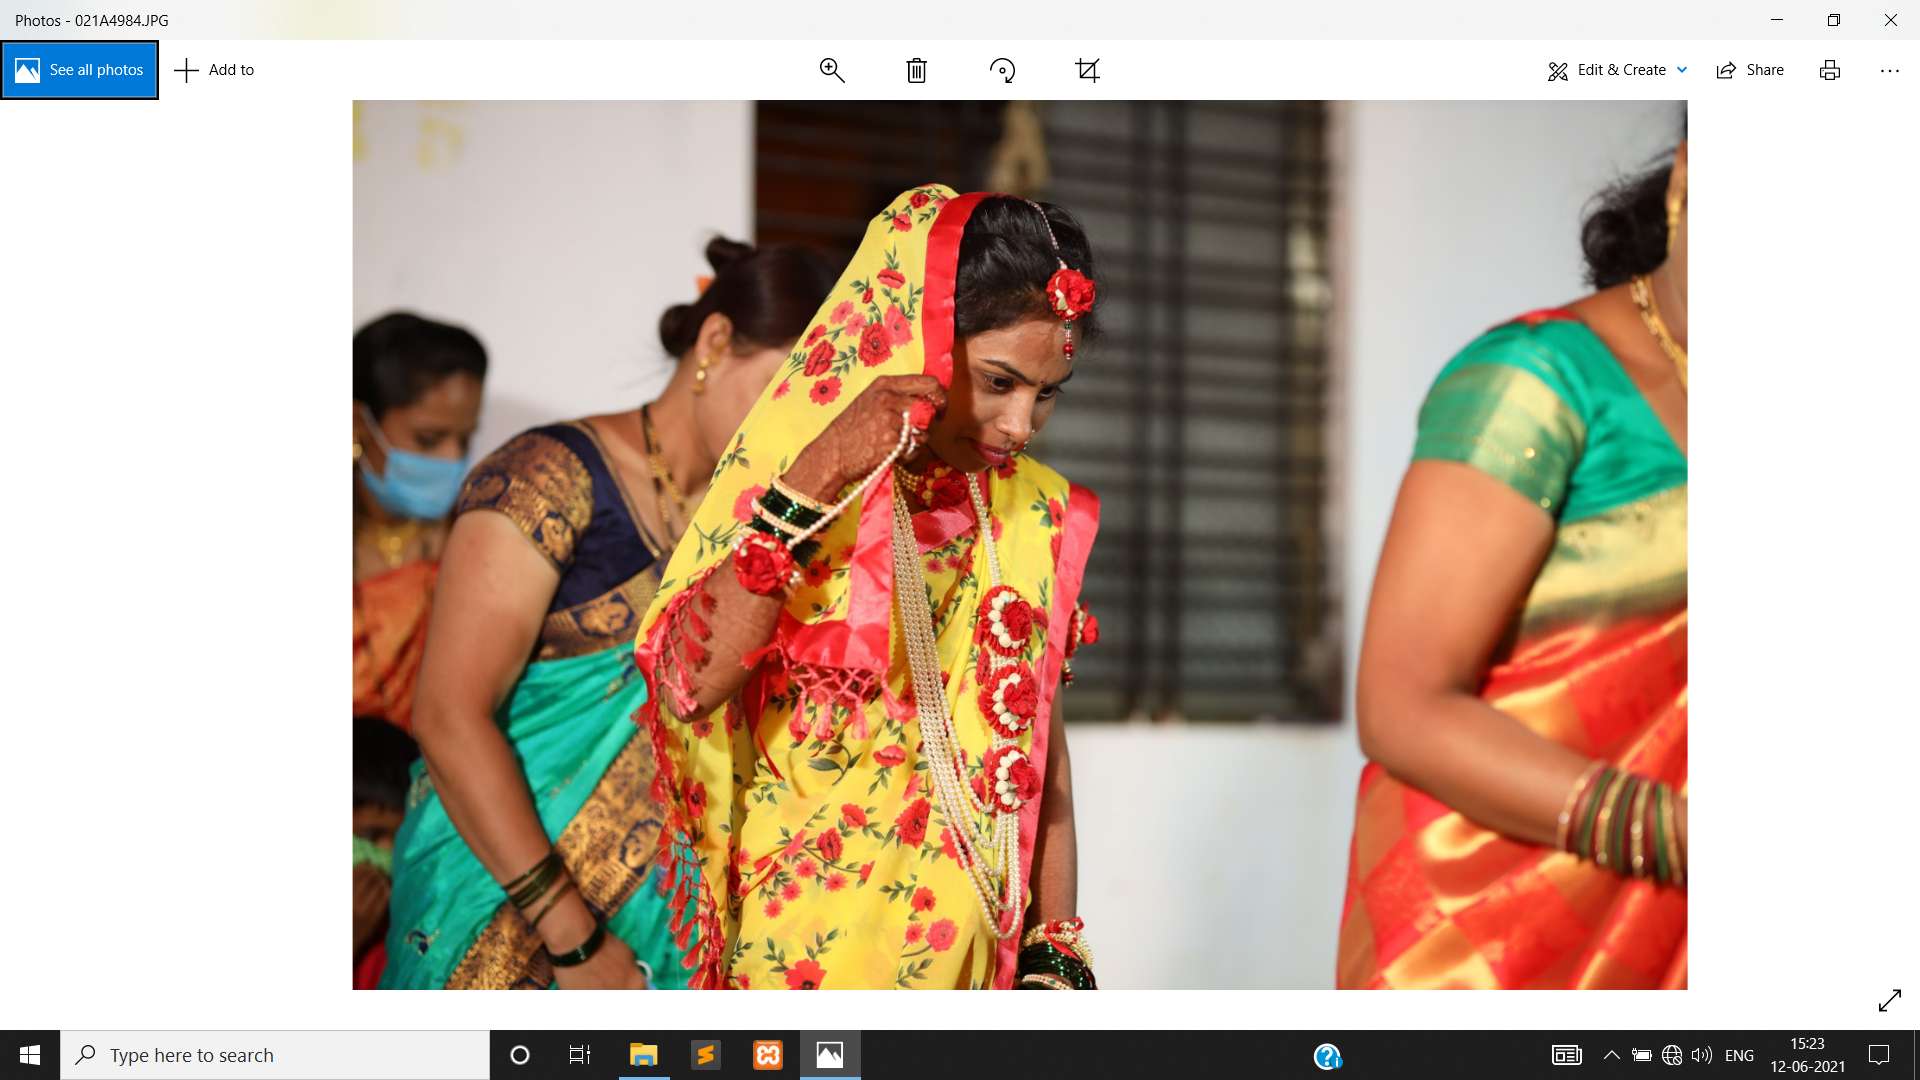 Photos - 021A4984.JPG
See all photos
Add to
Edit & Create
Share
Type here to search
ENG
15:23
12-06-2021